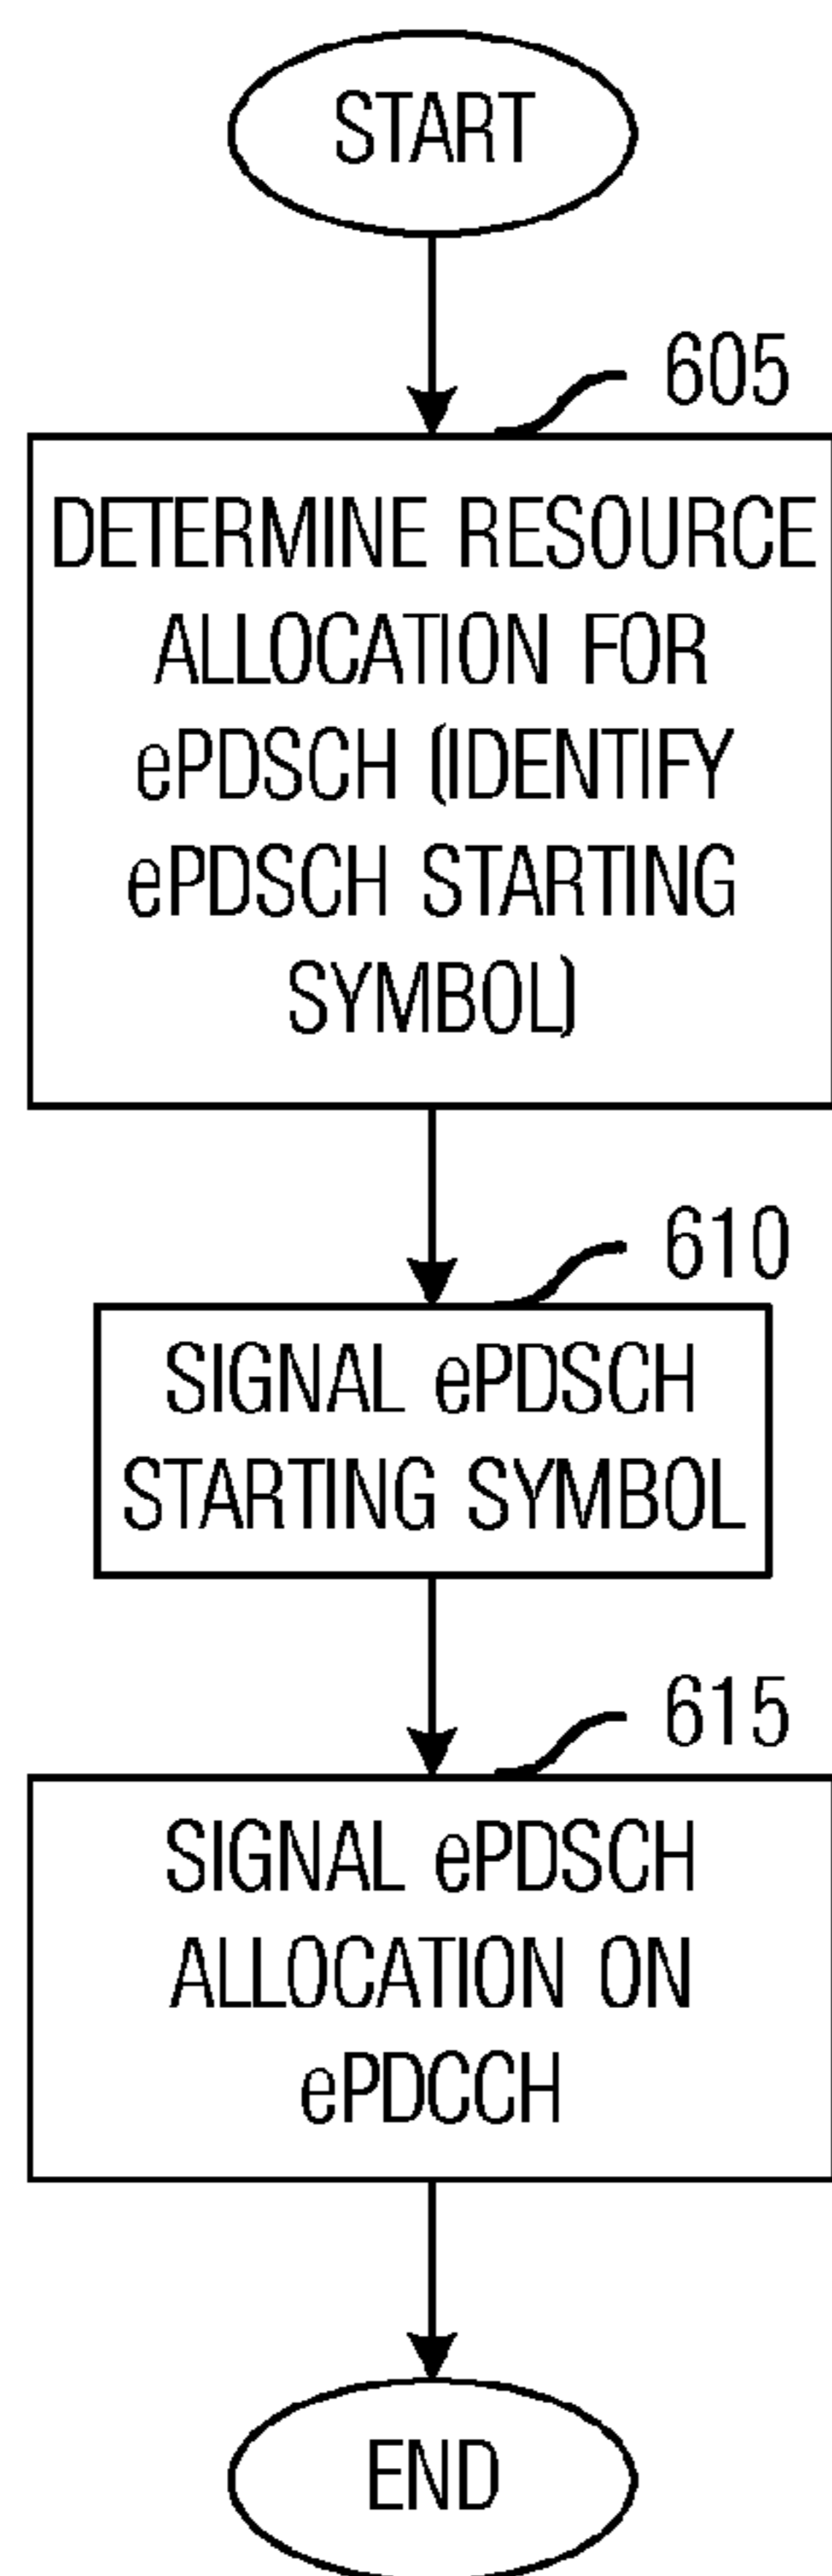 START
605
DETERMINE RESOURCE
ALLOCATION FOR
ePDSCH (IDENTIFY
ePDSCH STARTING
SYMBOL)
610
SIGNAL ePDSCH
STARTING SYMBOL
615
SIGNAL ePDSCH
ALLOCATION ON
ePDCCH
END